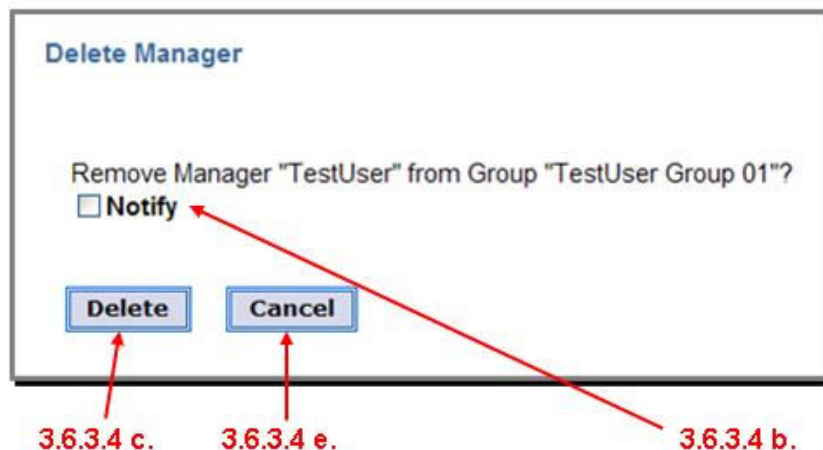 Delete Manager
Remove Manager "TestUser" from Group "TestUser Group 01"?
Notify
Delete Cancel
3.6.3.4 c. 3.6.3.4 e. 3.6.3.4 b.